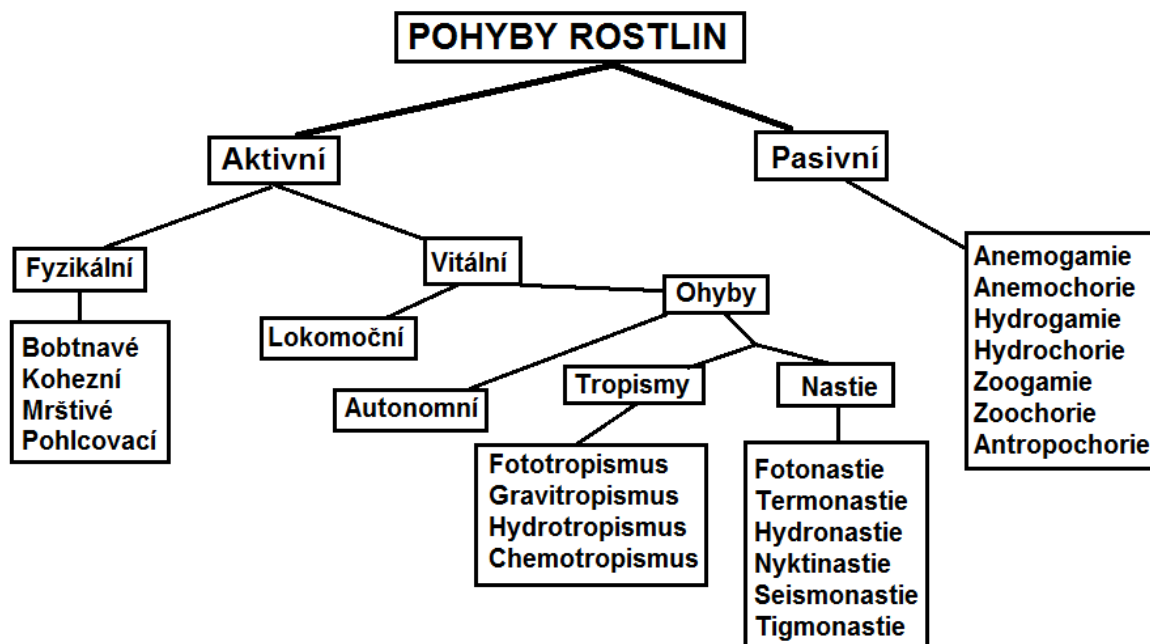 POHYBY ROSTLIN
Aktivní
Pasivní
Fyzikální
Vitální
Ohyby
Lokomoční
Autonomní
Tropismy
Nastie
Bobtnavé
Kohezní
Mrštivé
Pohlcovací
Fototropismus
Gravitropismus
Hydrotropismus
Chemotropismus
Fotonastie
Termonastie
Hydronastie
Nyktinastie
Seismonastie
Tigmonastie
Anemogamie
Anemochorie
Hydrogamie
Hydrochorie
Zoogamie
Zoochorie
Antropochorie